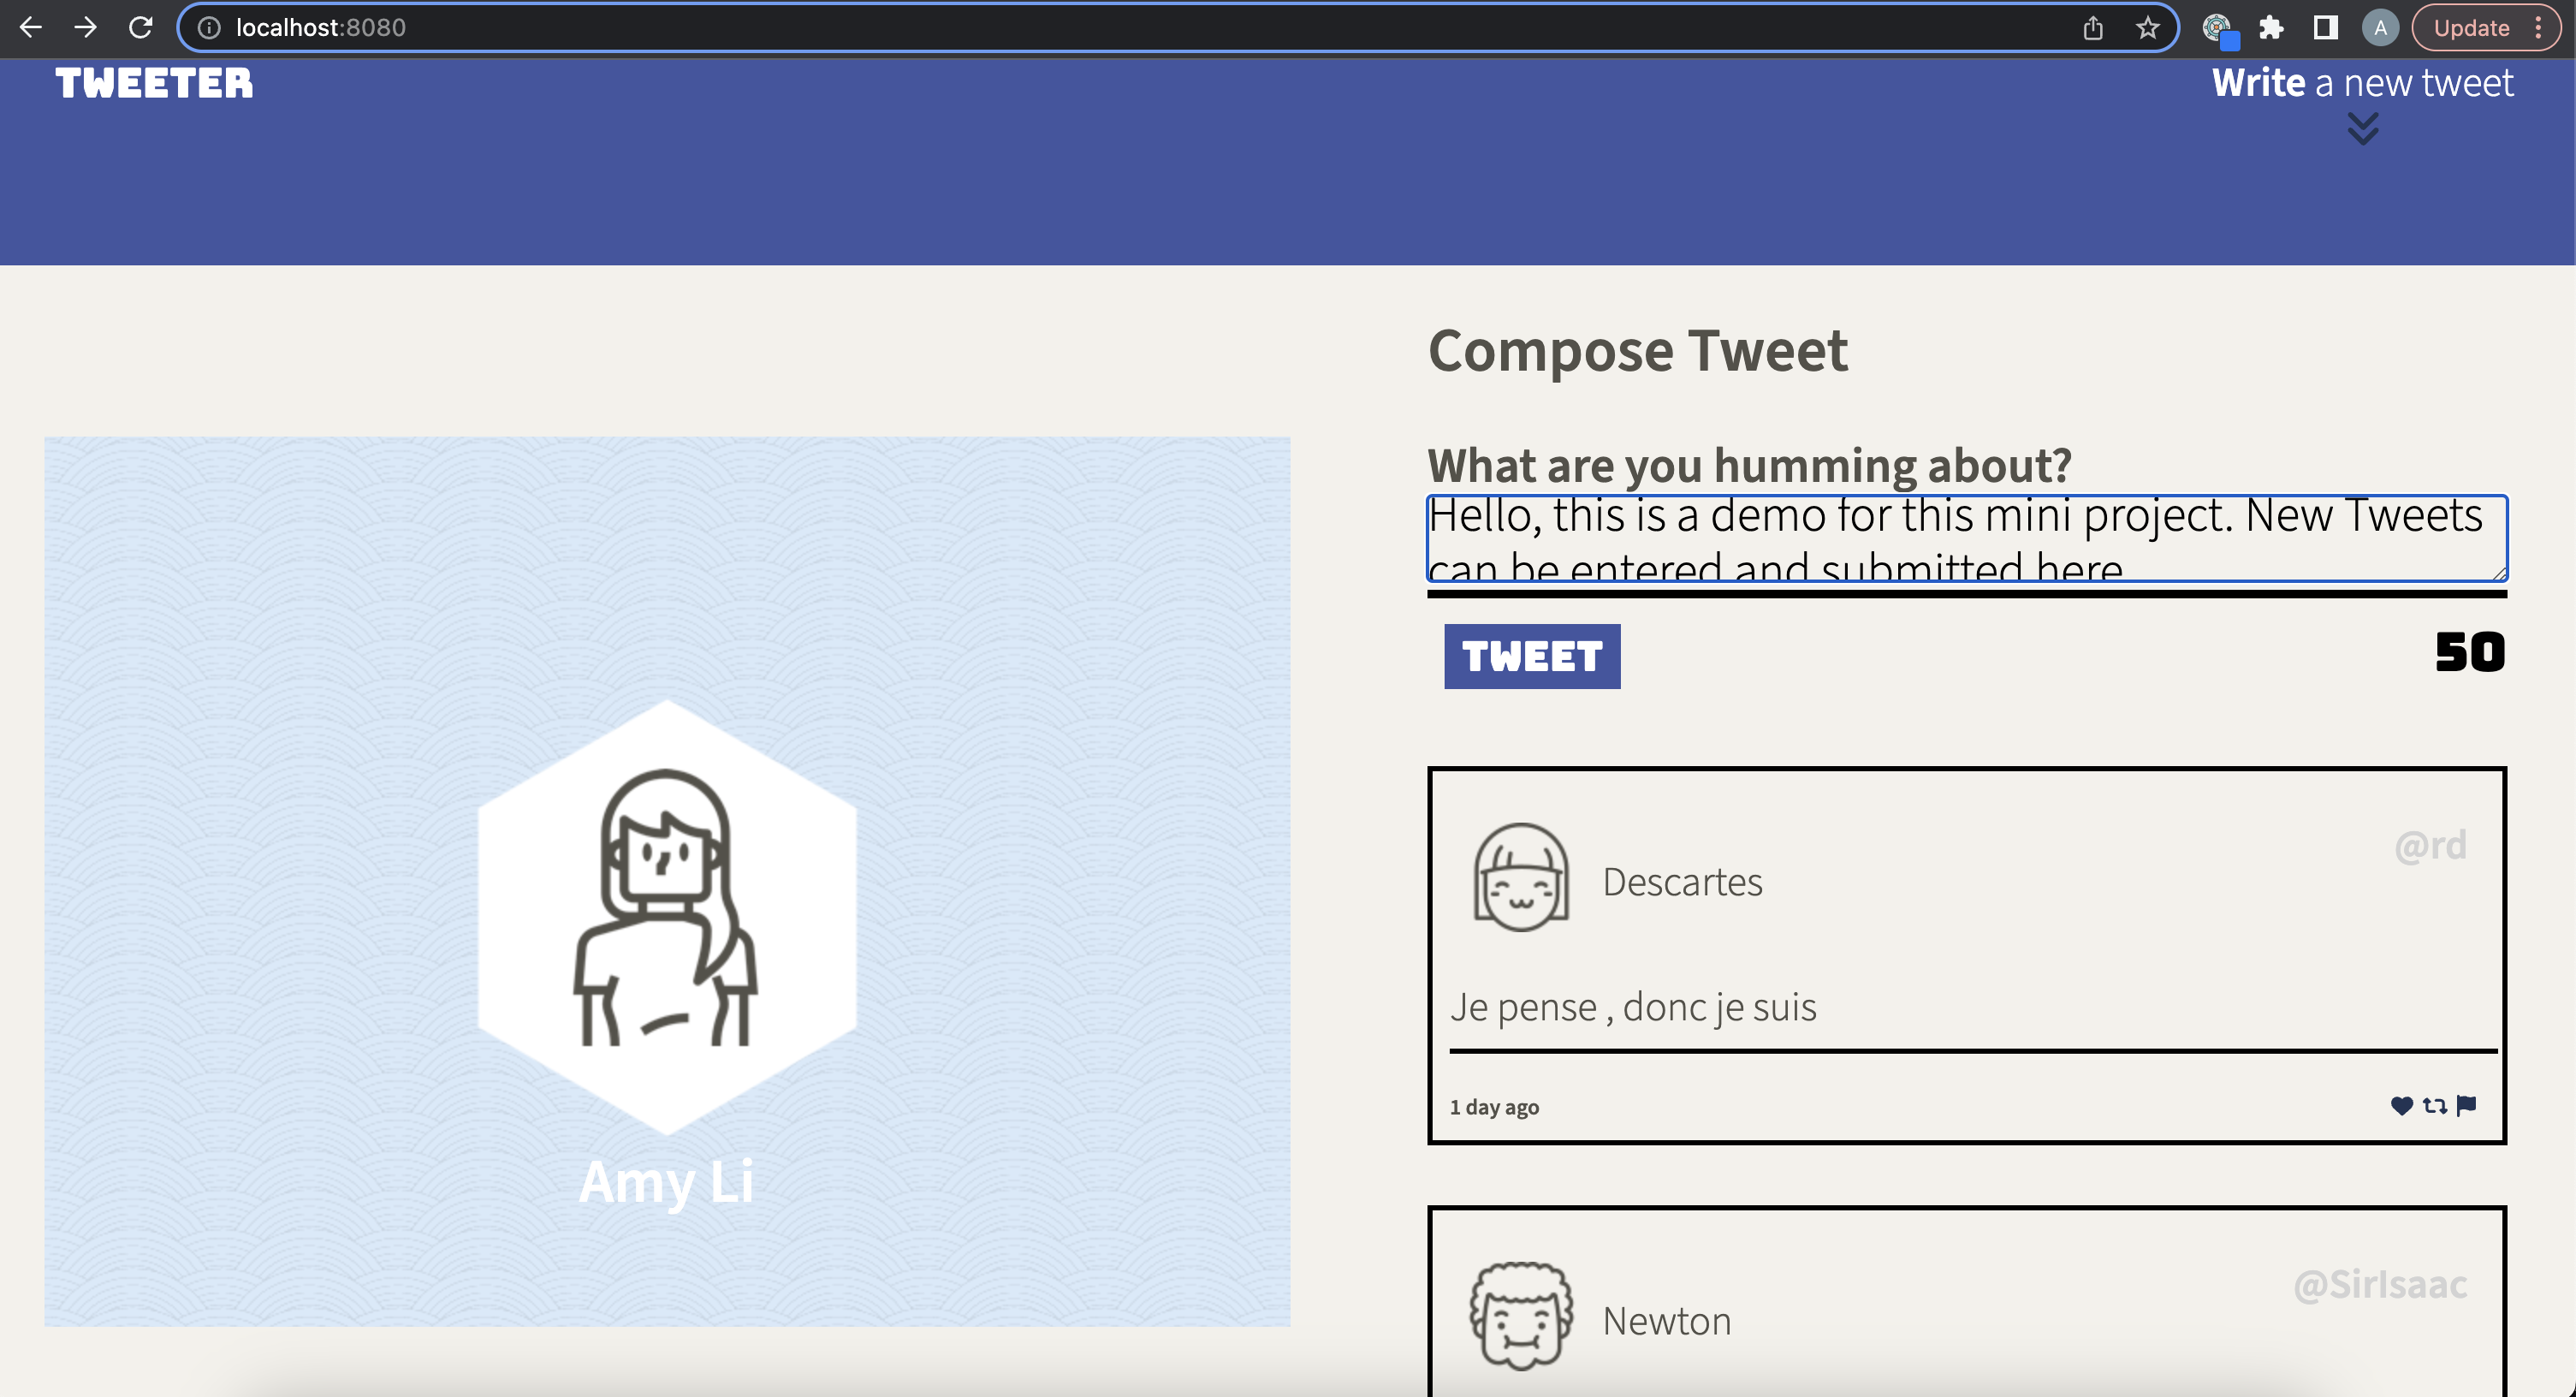 localhost:8080
A
Update
TWEETER
Write a new tweet
Compose Tweet
What are you humming about?
Hello, this is a demo for this mini project. New Tweets
can be entered and submitted here
TWEET
50
@rd
Descartes
Je pense , donc je suis
1 day ago
Amy Li
@SirIsaac
Newton